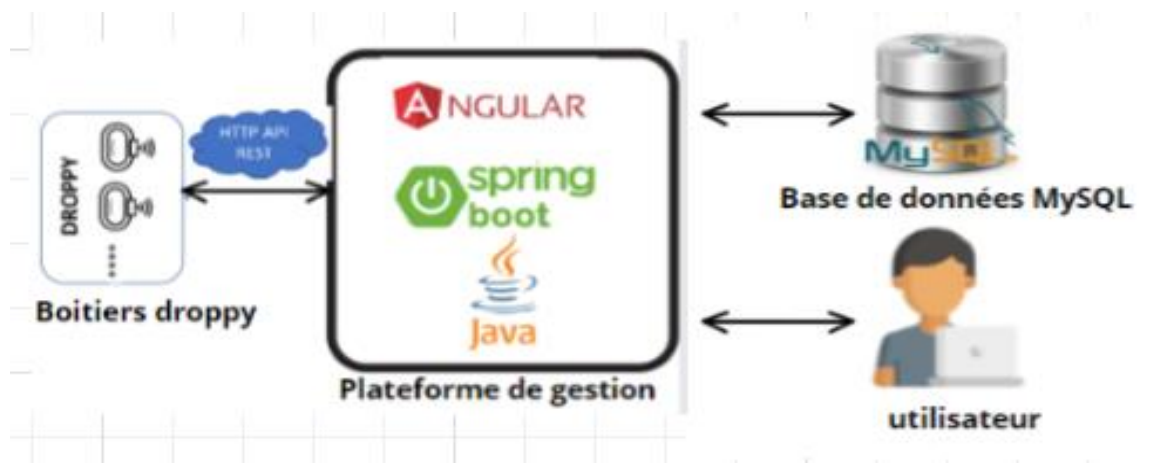 DROPPY
Boitiers droppy
HTTP API
REST
ANGULAR
spring
boot
Java
Plateforme de gestion
MySQL
Base de données MySQL
utilisateur